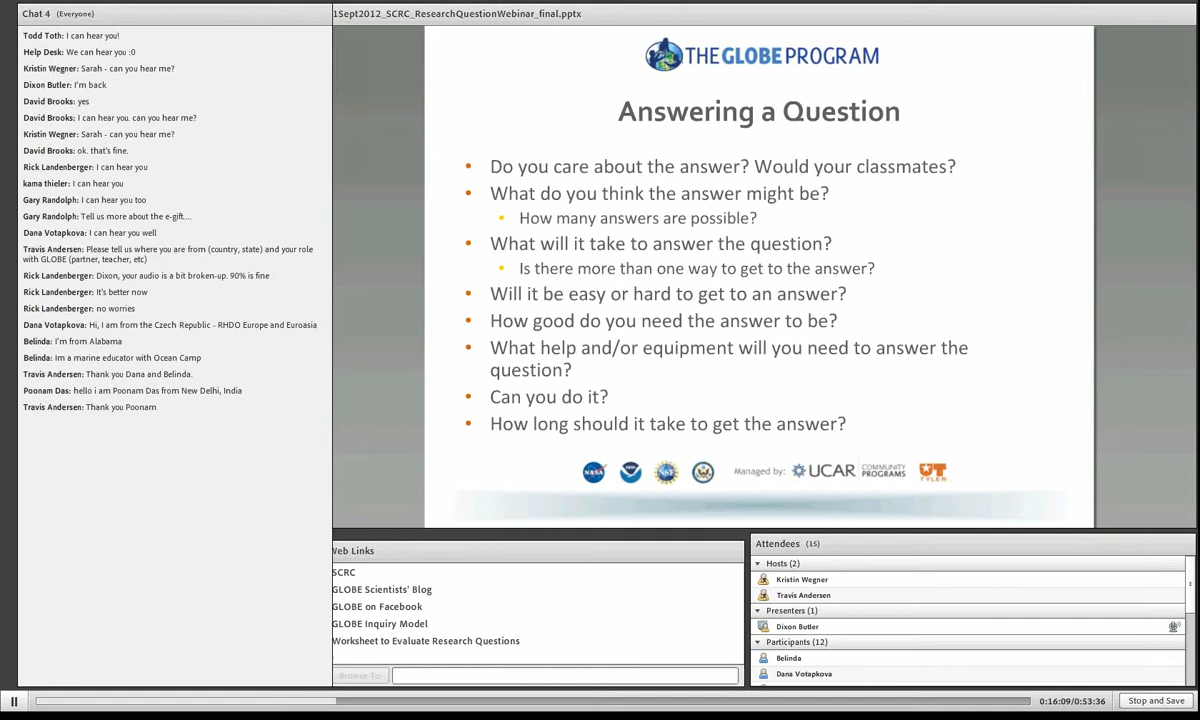 Chat 4 (Everyone)
Todd Toth: I can hear you!
Help Desk: We can hear you :0
Kristin Wegner: Sarah - can you hear me?
Dixon Butler: I'm back
David Brooks: yes
David Brooks: I can hear you. can you hear me?
Kristin Wegner: Sarah - can you hear me?
David Brooks: ok. that's fine.
Rick Landenberger: I can hear you
kama thieler: I can hear you
Gary Randolph: I can hear you too
Gary Randolph: Tell us more about the e-gift....
Dana Votapkova: I can hear you well
Travis Andersen: Please tell us where you are from (country, state) and your role
with GLOBE (partner, teacher, etc)
Rick Landenberger: Dixon, your audio is a bit broken-up. 90% is fine
Rick Landenberger: It's better now
Rick Landenberger: no worries
Dana Votapkova: Hi, I am from the Czech Republic - RHDO Europe and Euroasia
Belinda: I'm from Alabama
Belinda: Im a marine educator with Ocean Camp
Travis Andersen: Thank you Dana and Belinda.
Poonam Das: hello i am Poonam Das from New Delhi, India
Travis Andersen: Thank you Poonam
1Sept2012_SCRC_ResearchQuestionWebinar_final.pptx
THE GLOBE PROGRAM
Answering a Question
• Do you care about the answer? Would your classmates?
• What do you think the answer might be?
• How many answers are possible?
• What will it take to answer the question?
• Is there more than one way to get to the answer?
• Will it be easy or hard to get to an answer?
• How good do you need the answer to be?
• What help and/or equipment will you need to answer the
question?
• Can you do it?
• How long should it take to get the answer?
NASA
Managed by: UCAR COMMUNITY PROGRAMS UT TYLER
Web Links
SCRC
GLOBE Scientists' Blog
GLOBE on Facebook
GLOBE Inquiry Model
Worksheet to Evaluate Research Questions
Browse To
Attendees (15)
Hosts (2)
Kristin Wegner
Travis Andersen
Presenters (1)
Dixon Butler
Participants (12)
Belinda
Dana Votapkova
0:16:09/0:53:36
Stop and Save